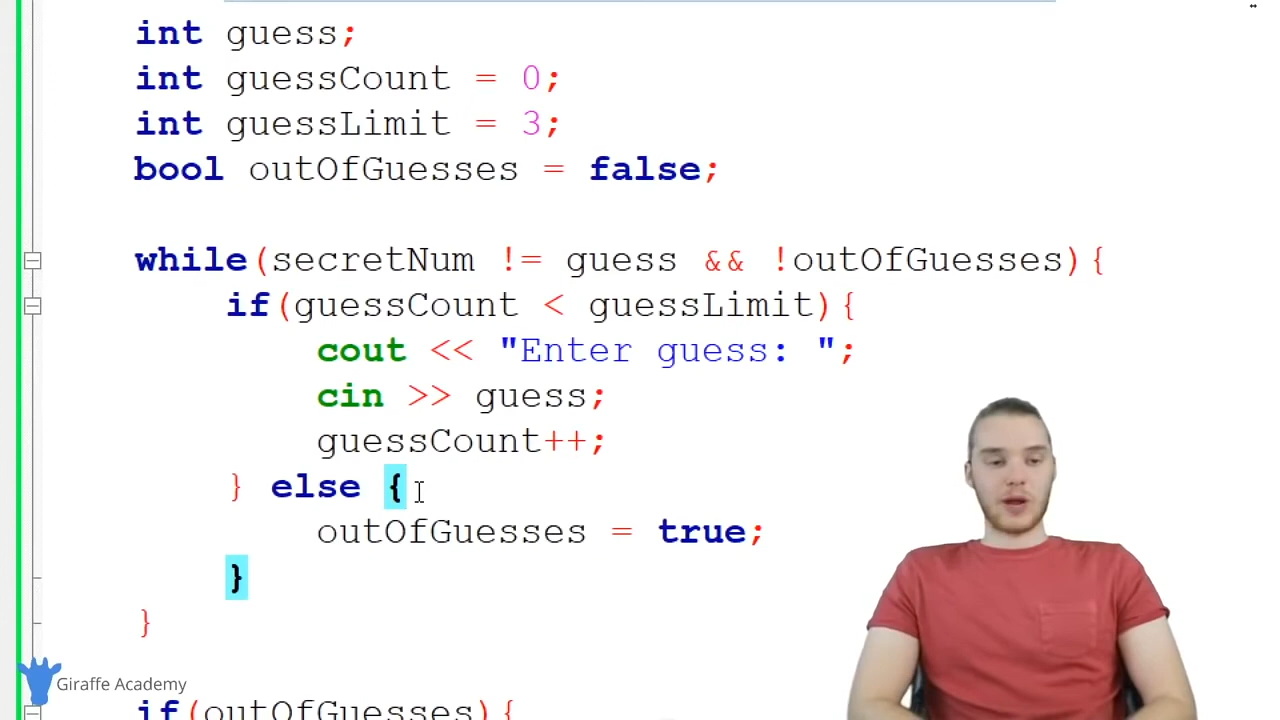 int guess;
int guessCount = 0;
int guessLimit = 3;
bool outOfGuesses = false;
while(secretNum != guess && !outOfGuesses){
if(guessCount < guessLimit){
cout << "Enter guess: ";
cin >> guess;
guessCount++;
} else {
outOfGuesses = true;
}
}
Giraffe Academy
if(outOfGuesses){